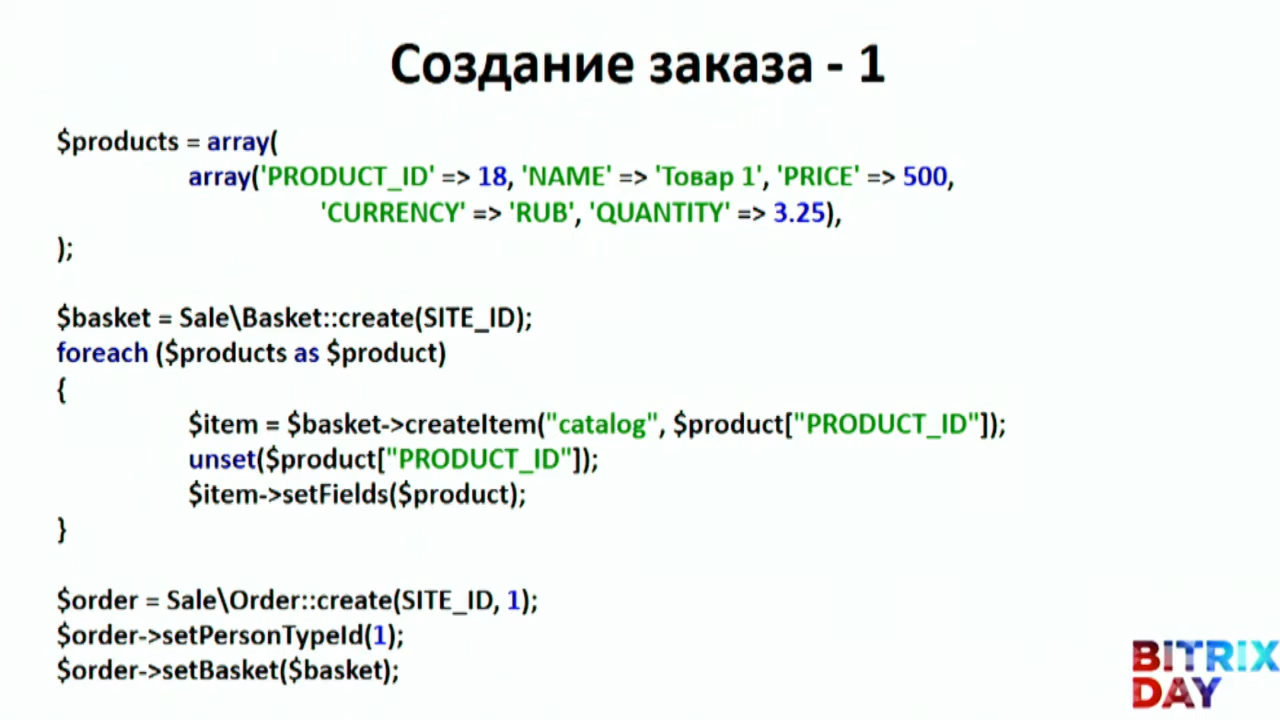 Создание заказа - 1
$products = array(
array('PRODUCT_ID' => 18, 'NAME' => 'Товар 1', 'PRICE' => 500,
'CURRENCY' => 'RUB', 'QUANTITY' => 3.25),
);
$basket = Sale\Basket::create(SITE_ID);
foreach ($products as $product)
{
$item = $basket->createItem("catalog", $product["PRODUCT_ID"]);
unset($product["PRODUCT_ID"]);
$item->setFields($product);
}
$order = Sale\Order::create(SITE_ID, 1);
$order->setPersonTypeId(1);
$order->setBasket($basket);
BITRIX
DAY